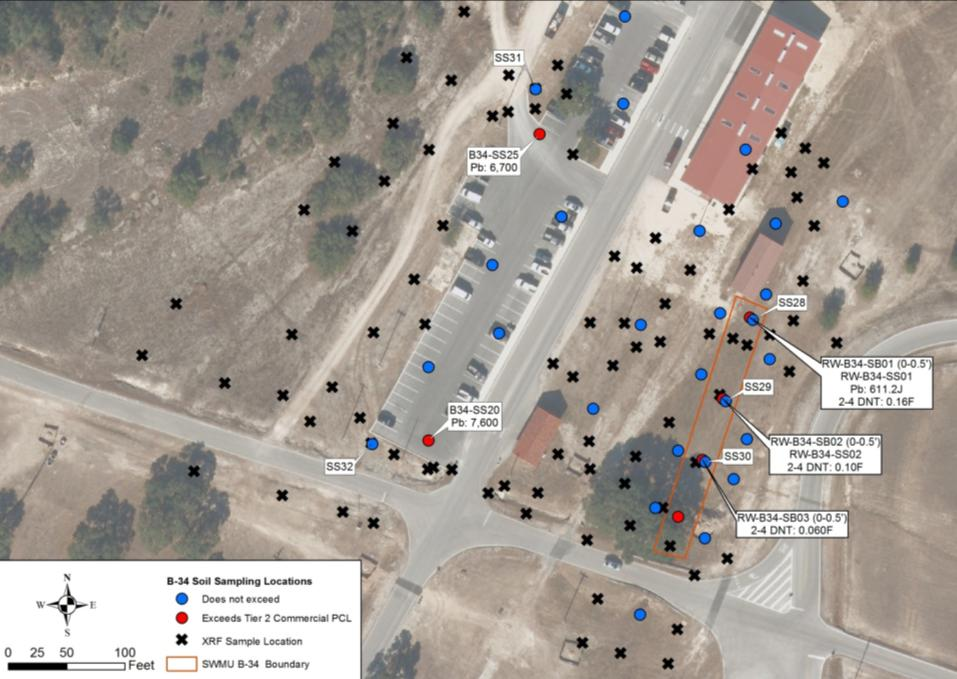 SS31
B34-SS25
Pb: 6,700
SS28
RW-B34-SB01 (0-0.5')
RW-B34-SS01
Pb: 611.2J
2-4 DNT: 0.16F
SS29
B34-SS20
Pb: 7,600
RW-B34-SB02 (0-0.5')
RW-B34-SS02
2-4 DNT: 0.10F
SS30
SS32
RW-B34-SB03 (0-0.5')
2-4 DNT: 0.060F
N
W
E
S
0 25 50 100
Feet
B-34 Soil Sampling Locations
Does not exceed
Exceeds Tier 2 Commercial PCL
XRF Sample Location
SWMU B-34 Boundary